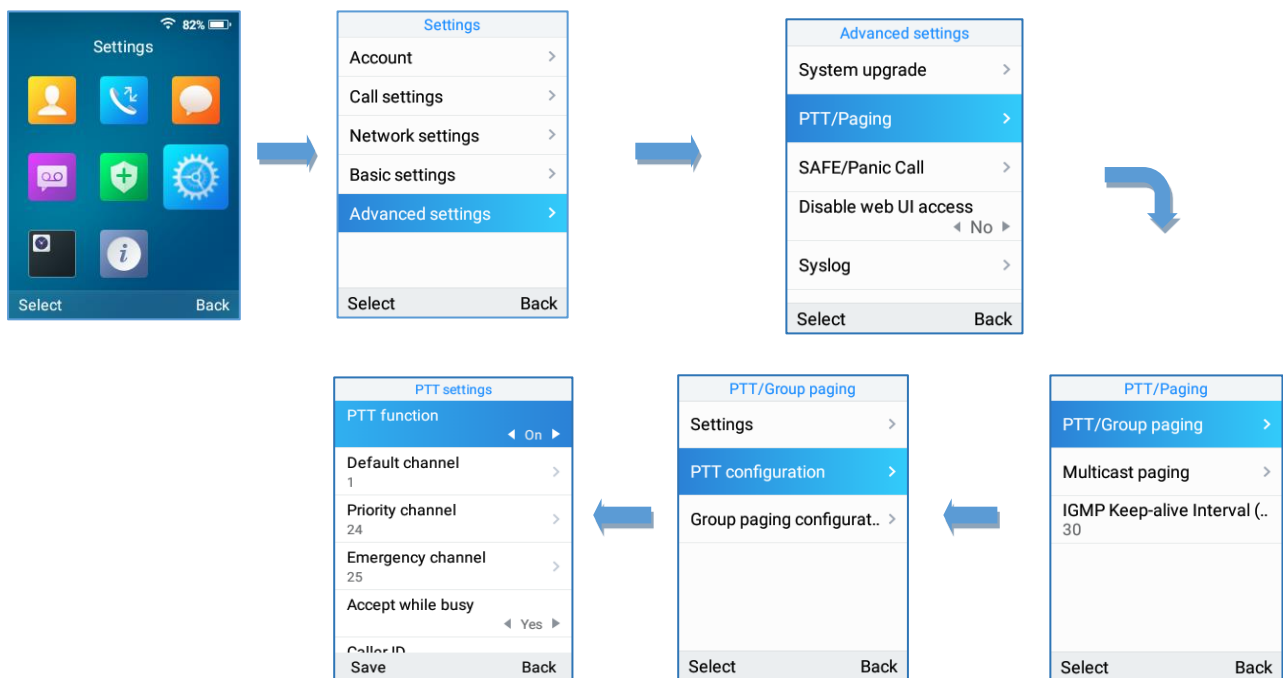 82%
Settings
Select Back
Settings
Account
Call settings
Network settings
Basic settings
Advanced settings
Select Back
Advanced settings
System upgrade
PTT/Paging
SAFE/Panic Call
Disable web UI access
No
Syslog
Select Back
PTT settings
PTT function
On
Default channel
1
Priority channel
24
Emergency channel
25
Accept while busy
Yes
Caller ID
Save Back
PTT/Group paging
Settings
PTT configuration
Group paging configurat..
Select Back
PTT/Paging
PTT/Group paging
Multicast paging
IGMP Keep-alive Interval (..
30
Select Back